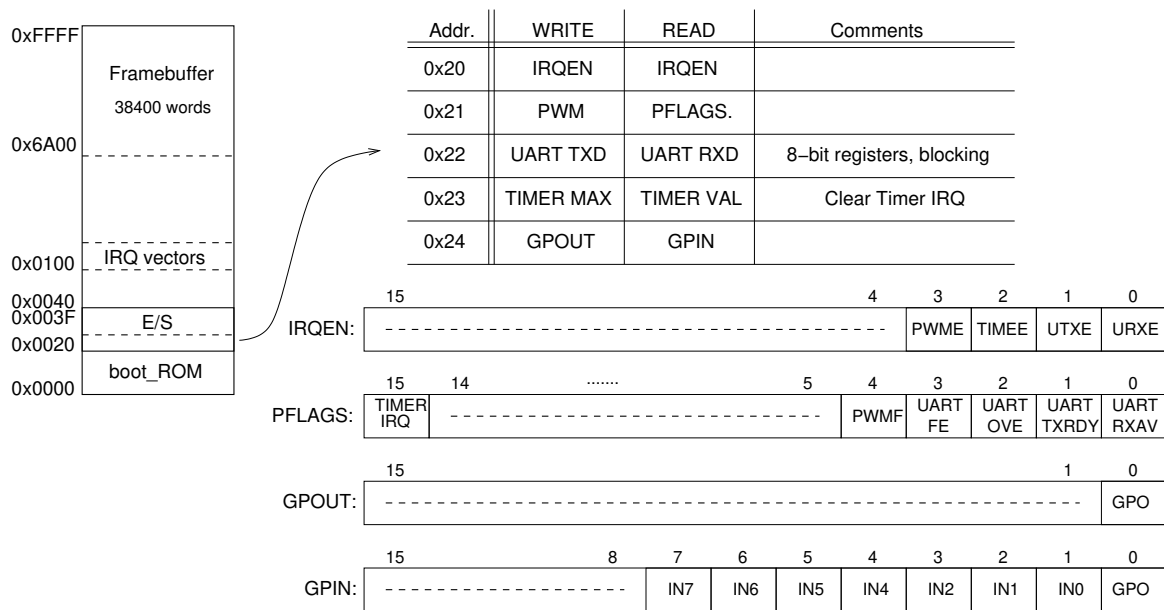 0xFFFF
Framebuffer
38400 words
0x6A00
IRQ vectors
0x0100
0x0040
0x003F
E/S
0x0020
boot_ROM
0x0000
Addr. WRITE READ Comments
0x20 IRQEN IRQEN
0x21 PWM PFLAGS.
0x22 UART TXD UART RXD 8-bit registers, blocking
0x23 TIMER MAX TIMER VAL Clear Timer IRQ
0x24 GPOUT GPIN
15 4 3 2 1 0
IRQEN: PWME TIMEE UTXE URXE
15 14 ....... 5 4 3 2 1 0
PFLAGS: TIMER IRQ PWMF UART FE UART OVE UART TXRDY UART RXAV
15 1 0
GPOUT: GPO
15 8 7 6 5 4 3 2 1 0
GPIN: IN7 IN6 IN5 IN4 IN2 IN1 IN0 GPO